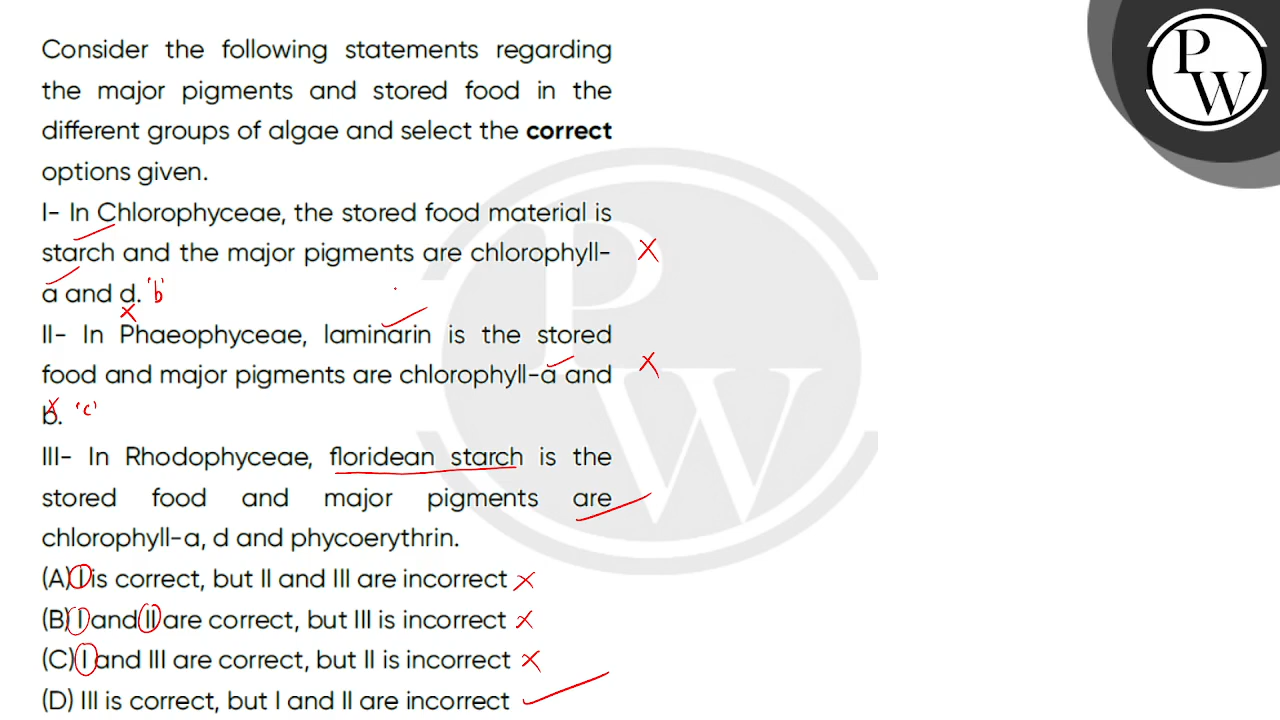 P
W
Consider the following statements regarding
the major pigments and stored food in the
different groups of algae and select the correct
options given.
I- In Chlorophyceae, the stored food material is
starch and the major pigments are chlorophyll- X
a and d. 'b'
X
II- In Phaeophyceae, laminarin is the stored
food and major pigments are chlorophyll-a and X
b. 'c'
III- In Rhodophyceae, floridean starch is the
stored food and major pigments are
chlorophyll-a, d and phycoerythrin.
(A) I is correct, but II and III are incorrect X
(B) I and II are correct, but III is incorrect X
(C) I and III are correct, but II is incorrect X
(D) III is correct, but I and II are incorrect